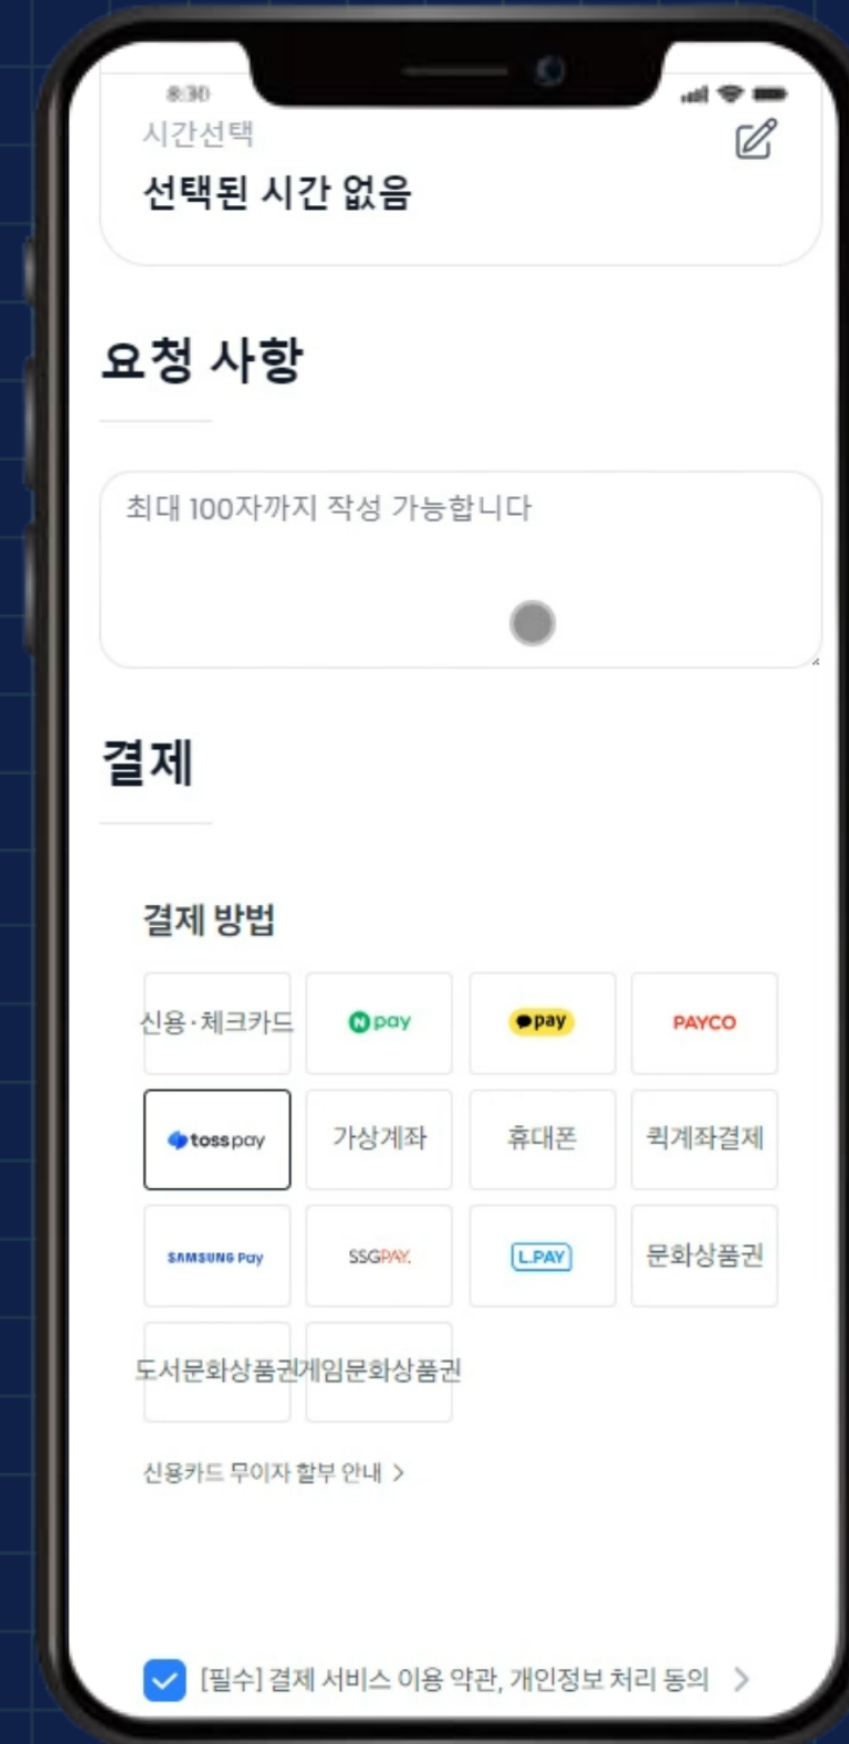 8:30
시간선택
선택된 시간 없음
요청 사항
최대 100자까지 작성 가능합니다
결제
결제 방법
신용·체크카드
N pay
pay
PAYCO
toss pay
가상계좌
휴대폰
퀵계좌결제
SAMSUNG Pay
SSGPAY.
L.PAY
문화상품권
도서문화상품권
게임문화상품권
신용카드 무이자 할부 안내 >
[필수] 결제 서비스 이용 약관, 개인정보 처리 동의 >